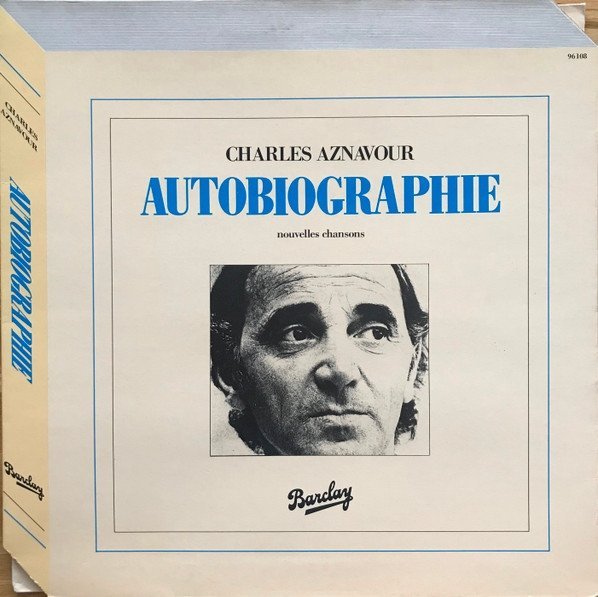 96108
CHARLES AZNAVOUR
AUTOBIOGRAPHIE
nouvelles chansons
Barclay
CHARLES
AZNAVOUR
AUTOBIOGRAPHIE
Barclay